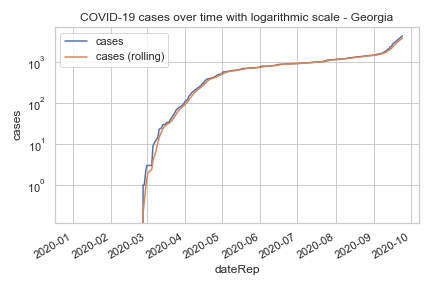 COVID-19 cases over time with logarithmic scale - Georgia
cases
cases (rolling)
10³
10²
10¹
10⁰
cases
2020-01
2020-02
2020-03
2020-04
2020-05
2020-06
2020-07
2020-08
2020-09
2020-10
dateRep